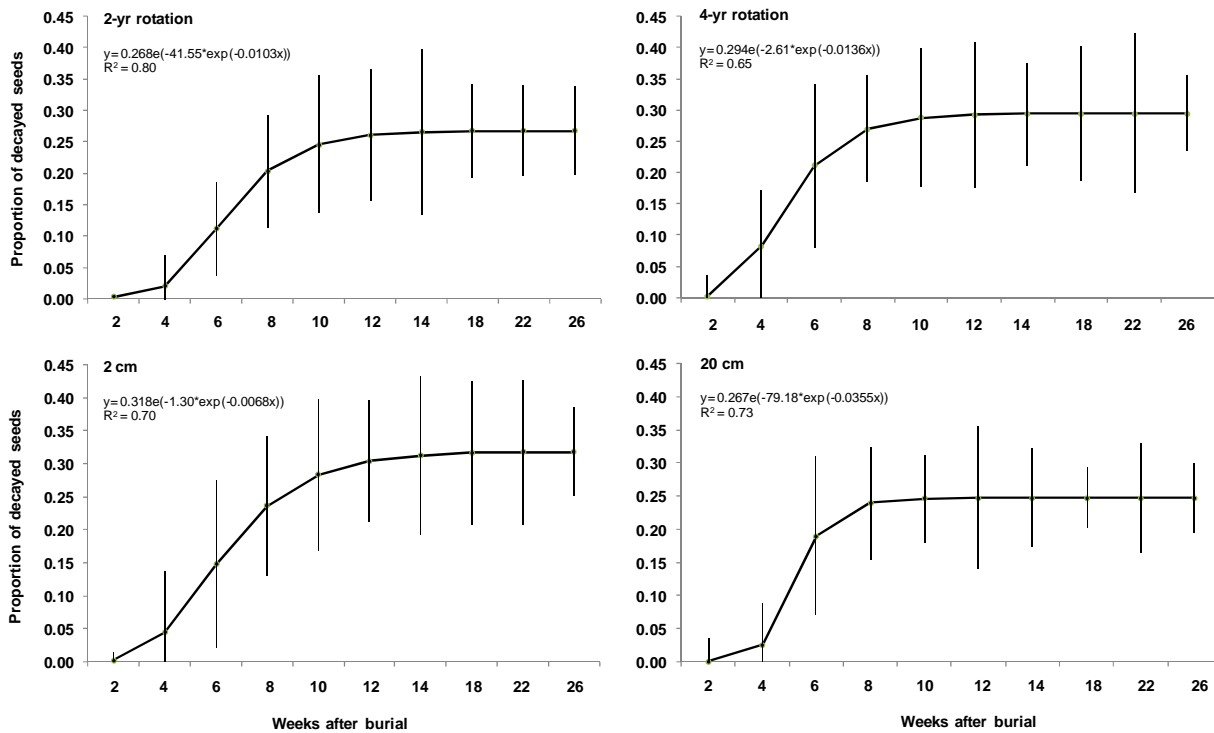 2-yr rotation
y=0.268e(-41.55*exp(-0.0103x))
R² = 0.80
0.45
0.40
0.35
0.30
0.25
0.20
0.15
0.10
0.05
0.00
Proportion of decayed seeds
2 4 6 8 10 12 14 18 22 26
4-yr rotation
y=0.294e(-2.61*exp(-0.0136x))
R² = 0.65
0.45
0.40
0.35
0.30
0.25
0.20
0.15
0.10
0.05
0.00
2 4 6 8 10 12 14 18 22 26
2 cm
y=0.318e(-1.30*exp(-0.0068x))
R² = 0.70
0.45
0.40
0.35
0.30
0.25
0.20
0.15
0.10
0.05
0.00
Proportion of decayed seeds
2 4 6 8 10 12 14 18 22 26
Weeks after burial
20 cm
y=0.267e(-79.18*exp(-0.0355x))
R² = 0.73
0.45
0.40
0.35
0.30
0.25
0.20
0.15
0.10
0.05
0.00
2 4 6 8 10 12 14 18 22 26
Weeks after burial